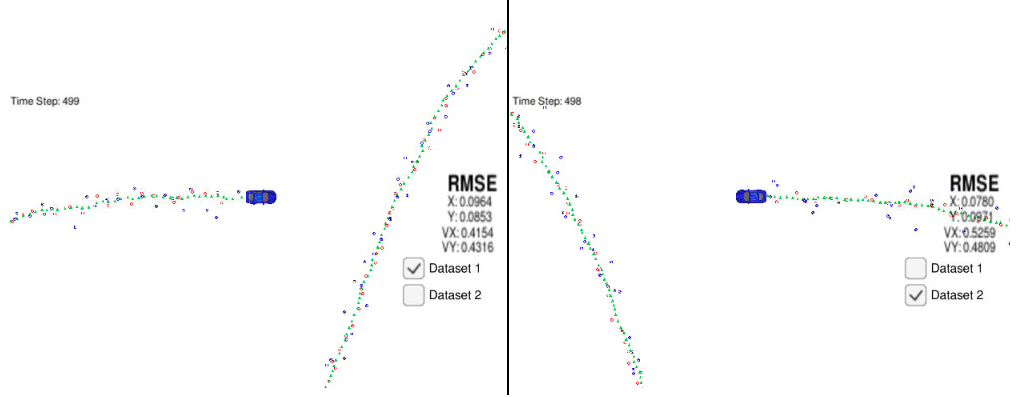 Time Step: 499
RMSE
X: 0.0964
Y: 0.0853
VX: 0.4154
VY: 0.4316
Dataset 1
Dataset 2
Time Step: 498
RMSE
X: 0.0780
Y: 0.0971
VX: 0.5259
VY: 0.4809
Dataset 1
Dataset 2